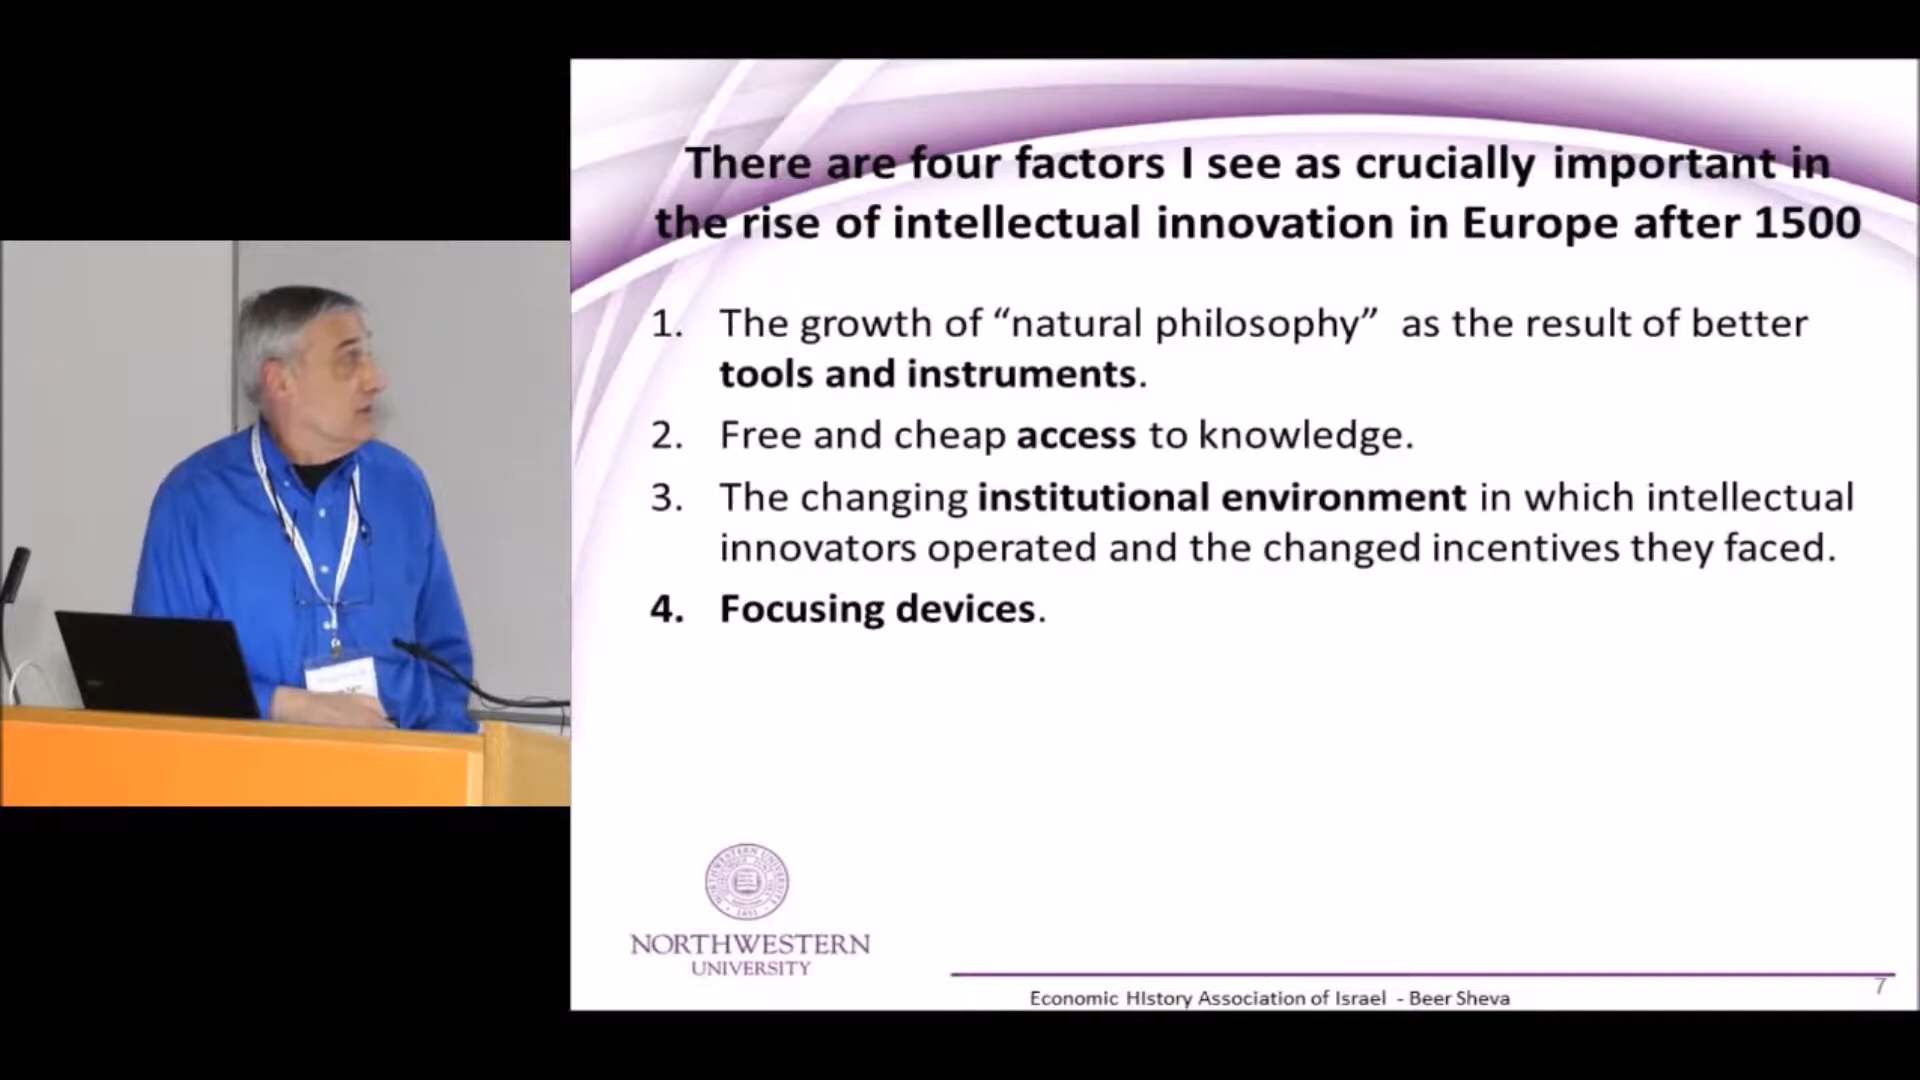 There are four factors I see as crucially important in
the rise of intellectual innovation in Europe after 1500
1. The growth of “natural philosophy” as the result of better
tools and instruments.
2. Free and cheap access to knowledge.
3. The changing institutional environment in which intellectual
innovators operated and the changed incentives they faced.
4. Focusing devices.
NORTHWESTERN
UNIVERSITY
Economic HIstory Association of Israel - Beer Sheva
7